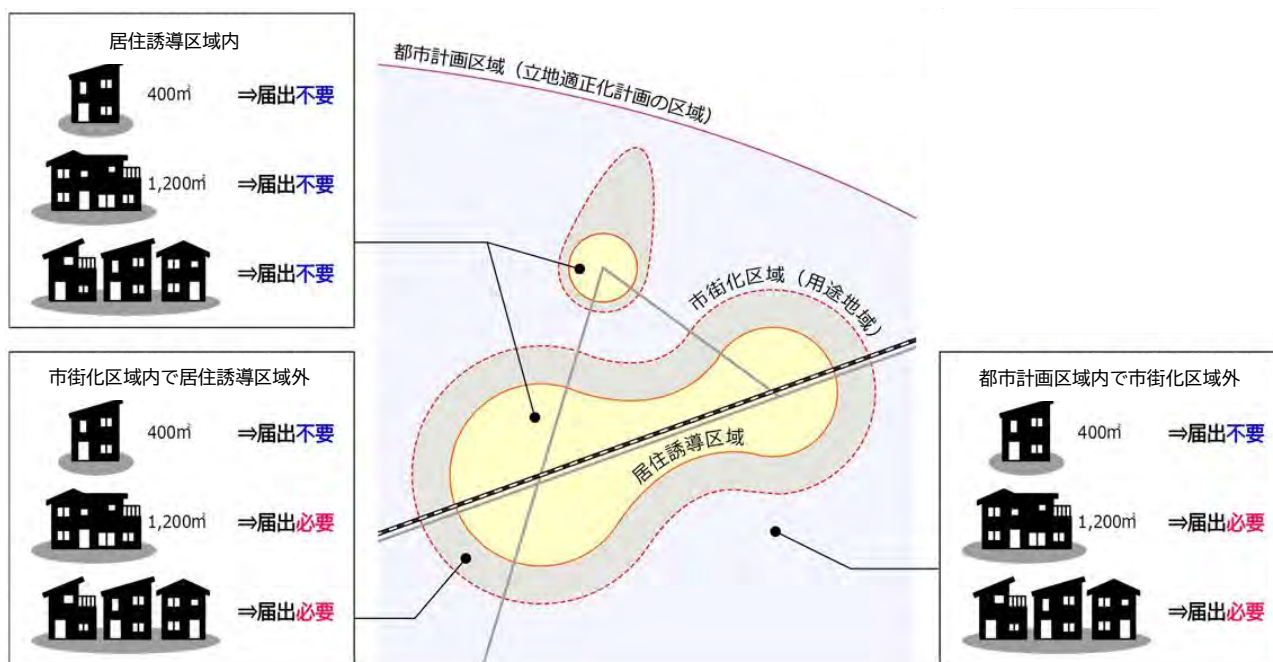 居住誘導区域内
400㎡ ⇒届出不要
1,200㎡ ⇒届出不要
⇒届出不要
市街化区域内で居住誘導区域外
400㎡ ⇒届出不要
1,200㎡ ⇒届出必要
⇒届出必要
都市計画区域（立地適正化計画の区域）
市街化区域（用途地域）
居住誘導区域
都市計画区域内で市街化区域外
400㎡ ⇒届出不要
1,200㎡ ⇒届出必要
⇒届出必要